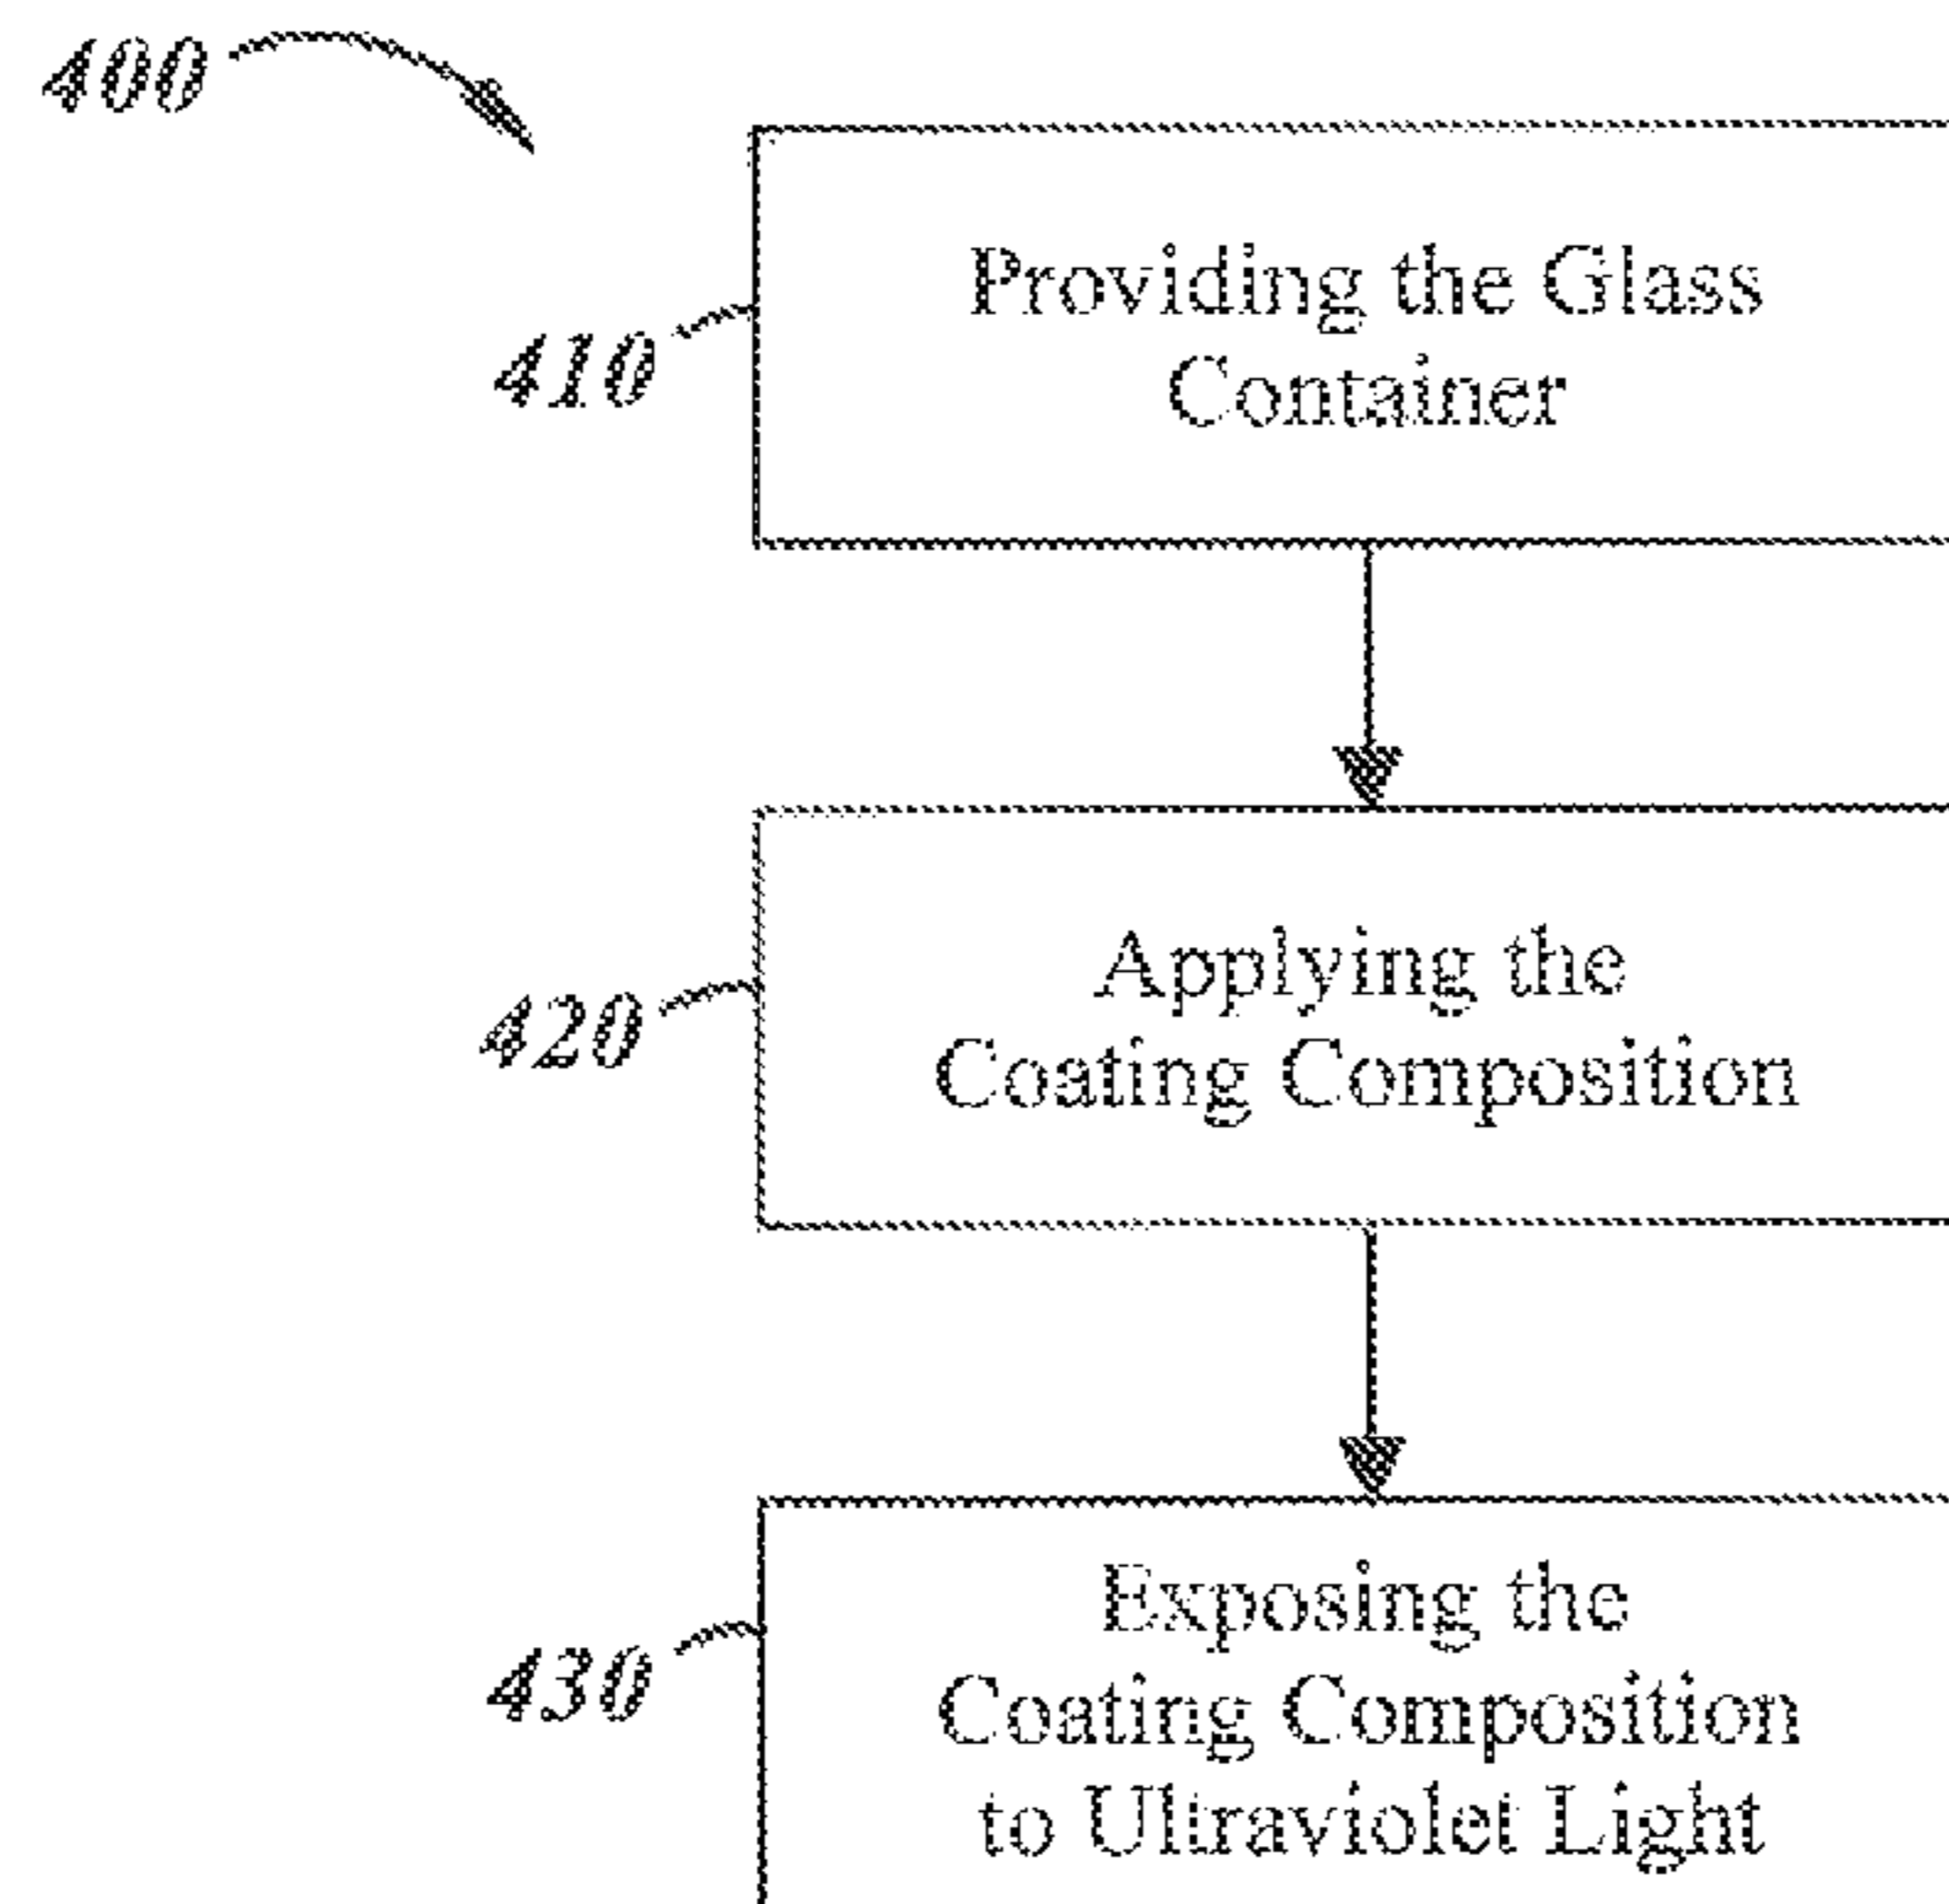 400
410
Providing the Glass
Container
420
Applying the
Coating Composition
430
Exposing the
Coating Composition
to Ultraviolet Light